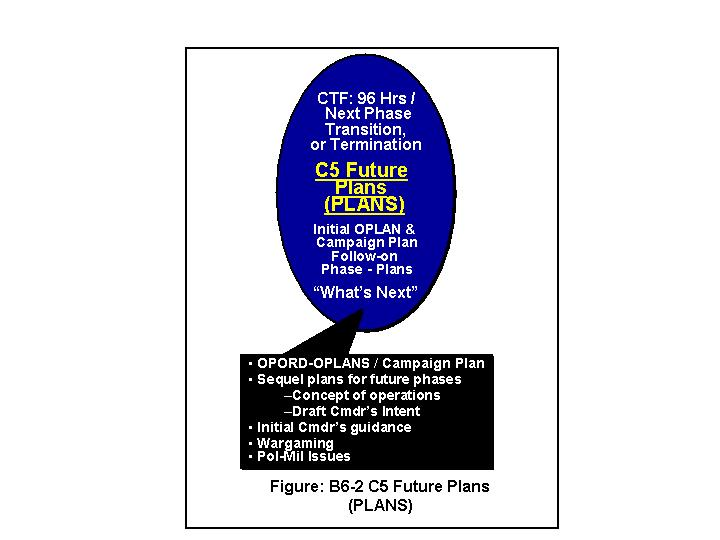 CTF: 96 Hrs /
Next Phase
Transition,
or Termination
C5 Future
Plans
(PLANS)
Initial OPLAN &
Campaign Plan
Follow-on
Phase - Plans
“What’s Next”
• OPORD-OPLANS / Campaign Plan
• Sequel plans for future phases
–Concept of operations
–Draft Cmdr’s Intent
• Initial Cmdr’s guidance
• Wargaming
• Pol-Mil Issues
Figure: B6-2 C5 Future Plans
(PLANS)